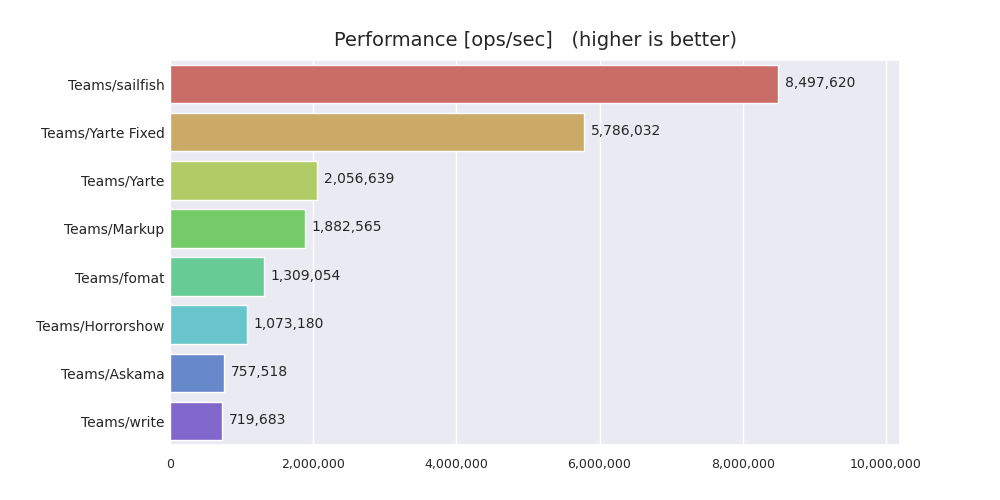 Performance [ops/sec]   (higher is better)
Teams/sailfish 8,497,620
Teams/Yarte Fixed 5,786,032
Teams/Yarte 2,056,639
Teams/Markup 1,882,565
Teams/fomat 1,309,054
Teams/Horrorshow 1,073,180
Teams/Askama 757,518
Teams/write 719,683
0 2,000,000 4,000,000 6,000,000 8,000,000 10,000,000